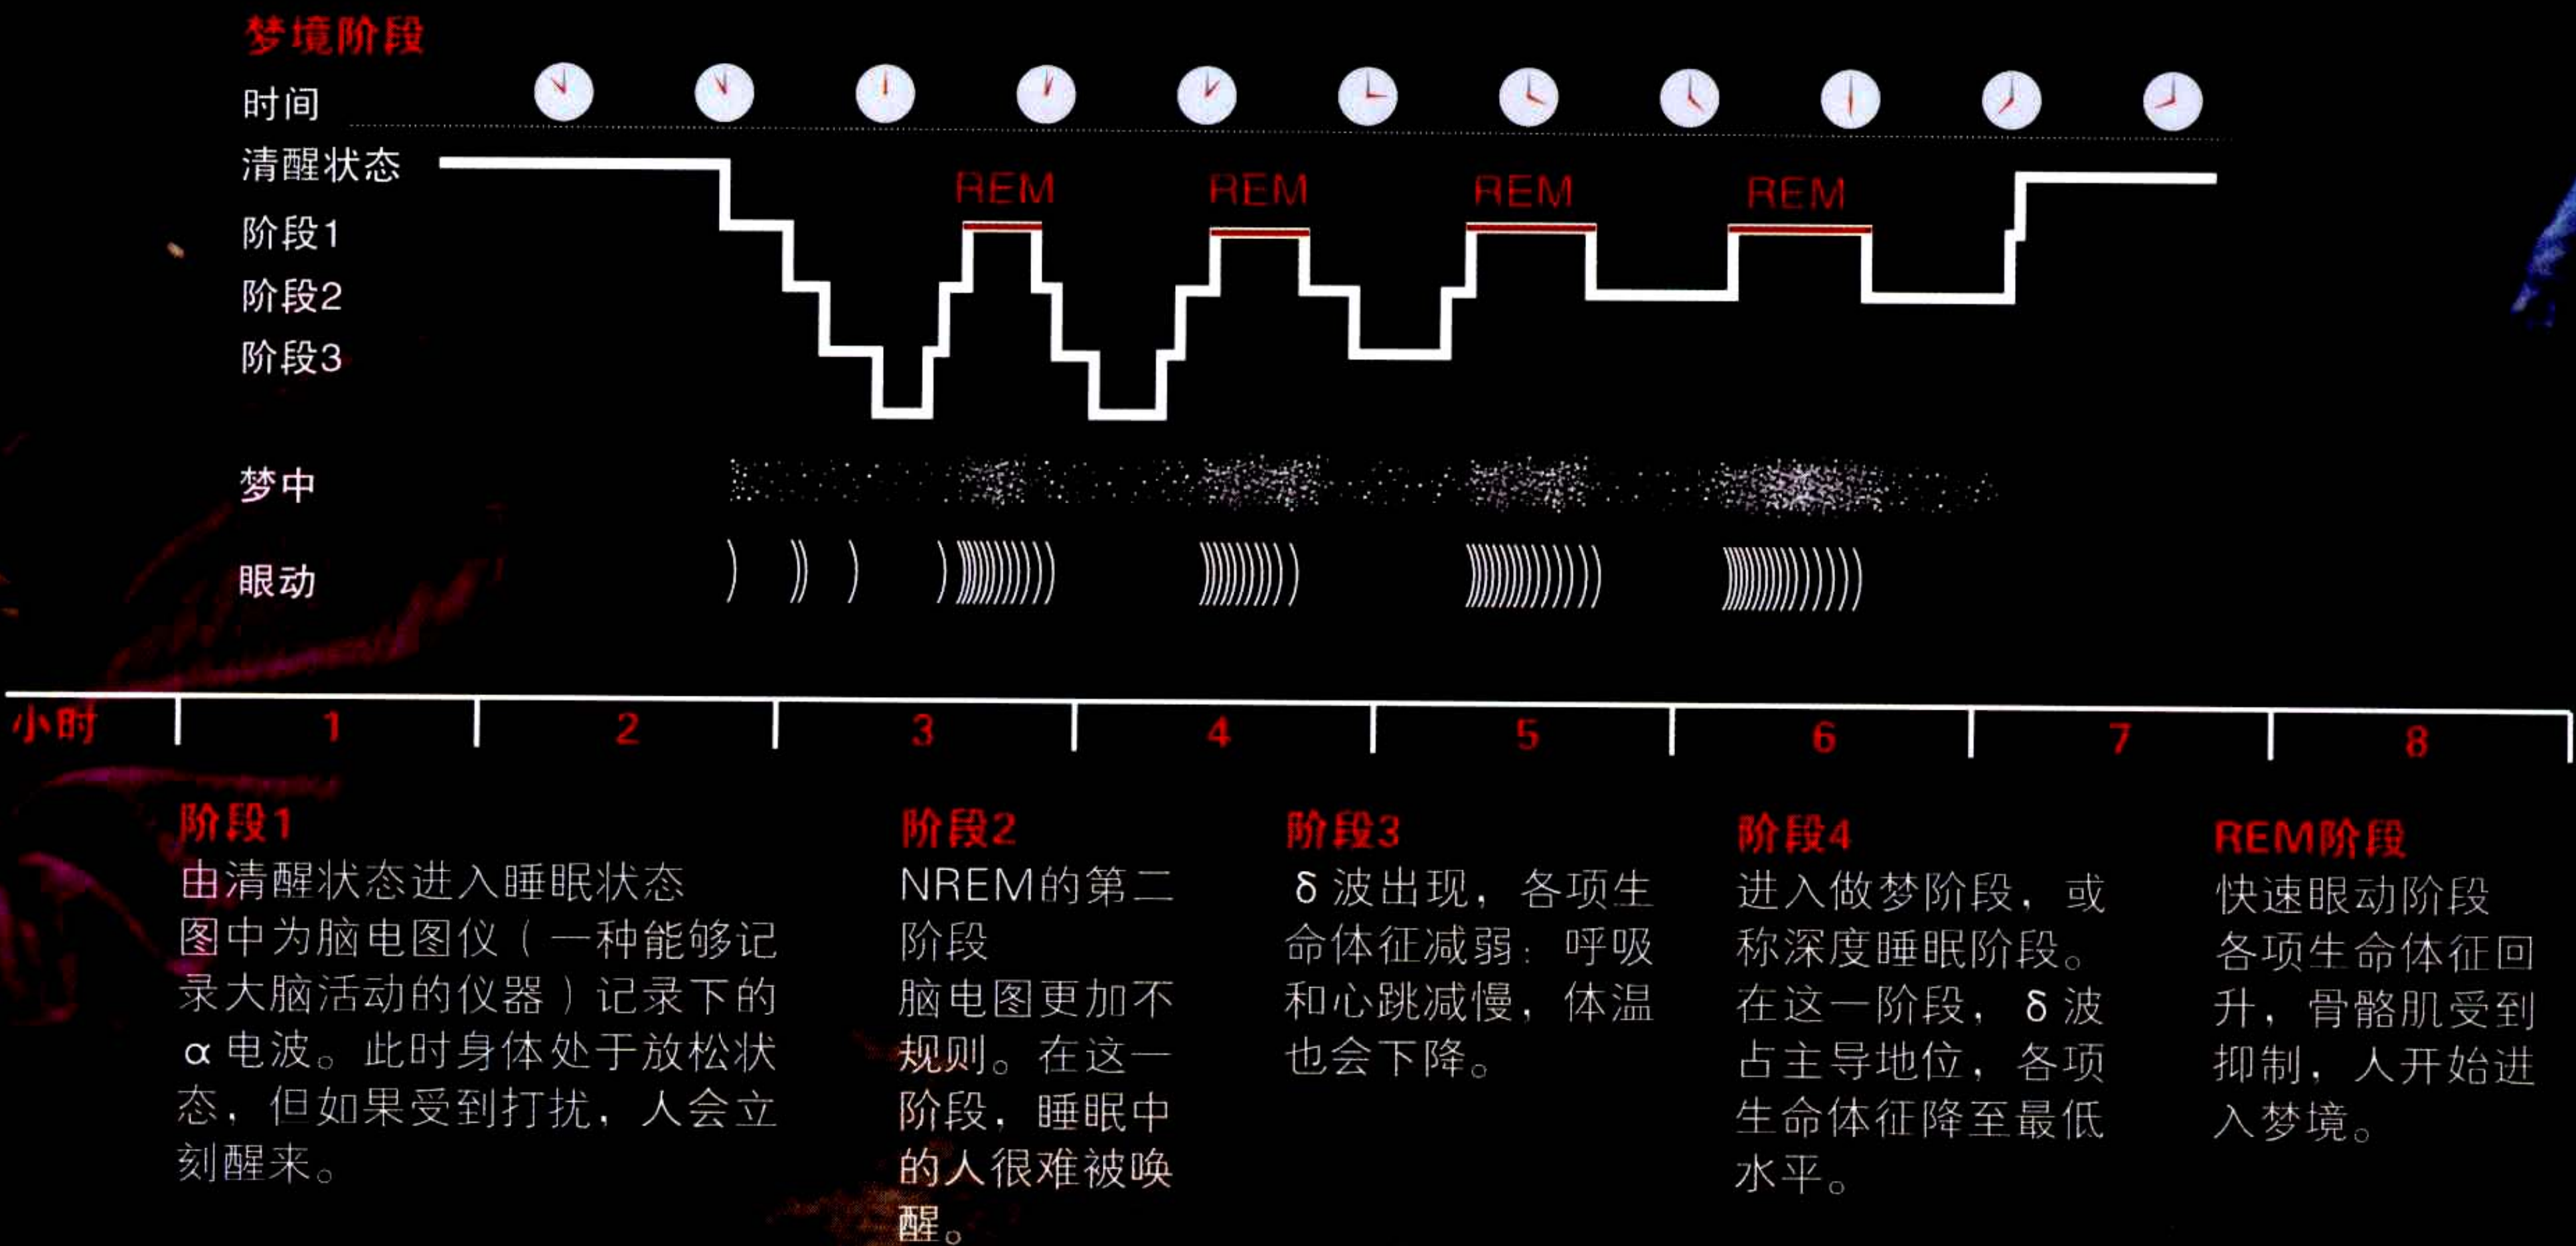 梦境阶段
时间
清醒状态
REM REM REM REM
阶段1
阶段2
阶段3
梦中
眼动
小时 1 2 3 4 5 6 7 8
阶段1
由清醒状态进入睡眠状态
图中为脑电图仪（一种能够记
录大脑活动的仪器）记录下的
α电波。此时身体处于放松状
态，但如果受到打扰，人会立
刻醒来。
阶段2
NREM的第二
阶段
脑电图更加不
规则。在这一
阶段，睡眠中
的人很难被唤
醒。
阶段3
δ波出现，各项生
命体征减弱：呼吸
和心跳减慢，体温
也会下降。
阶段4
进入做梦阶段，或
称深度睡眠阶段。
在这一阶段，δ波
占主导地位，各项
生命体征降至最低
水平。
REM阶段
快速眼动阶段
各项生命体征回
升，骨骼肌受到
抑制，人开始进
入梦境。